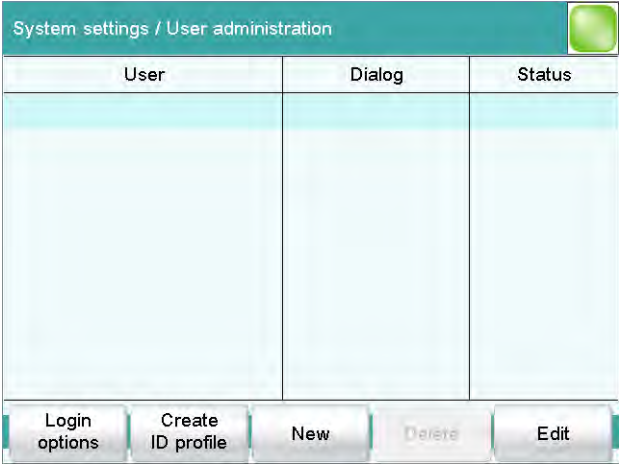 System settings / User administration
User Dialog Status
Login options Create ID profile New Delete Edit